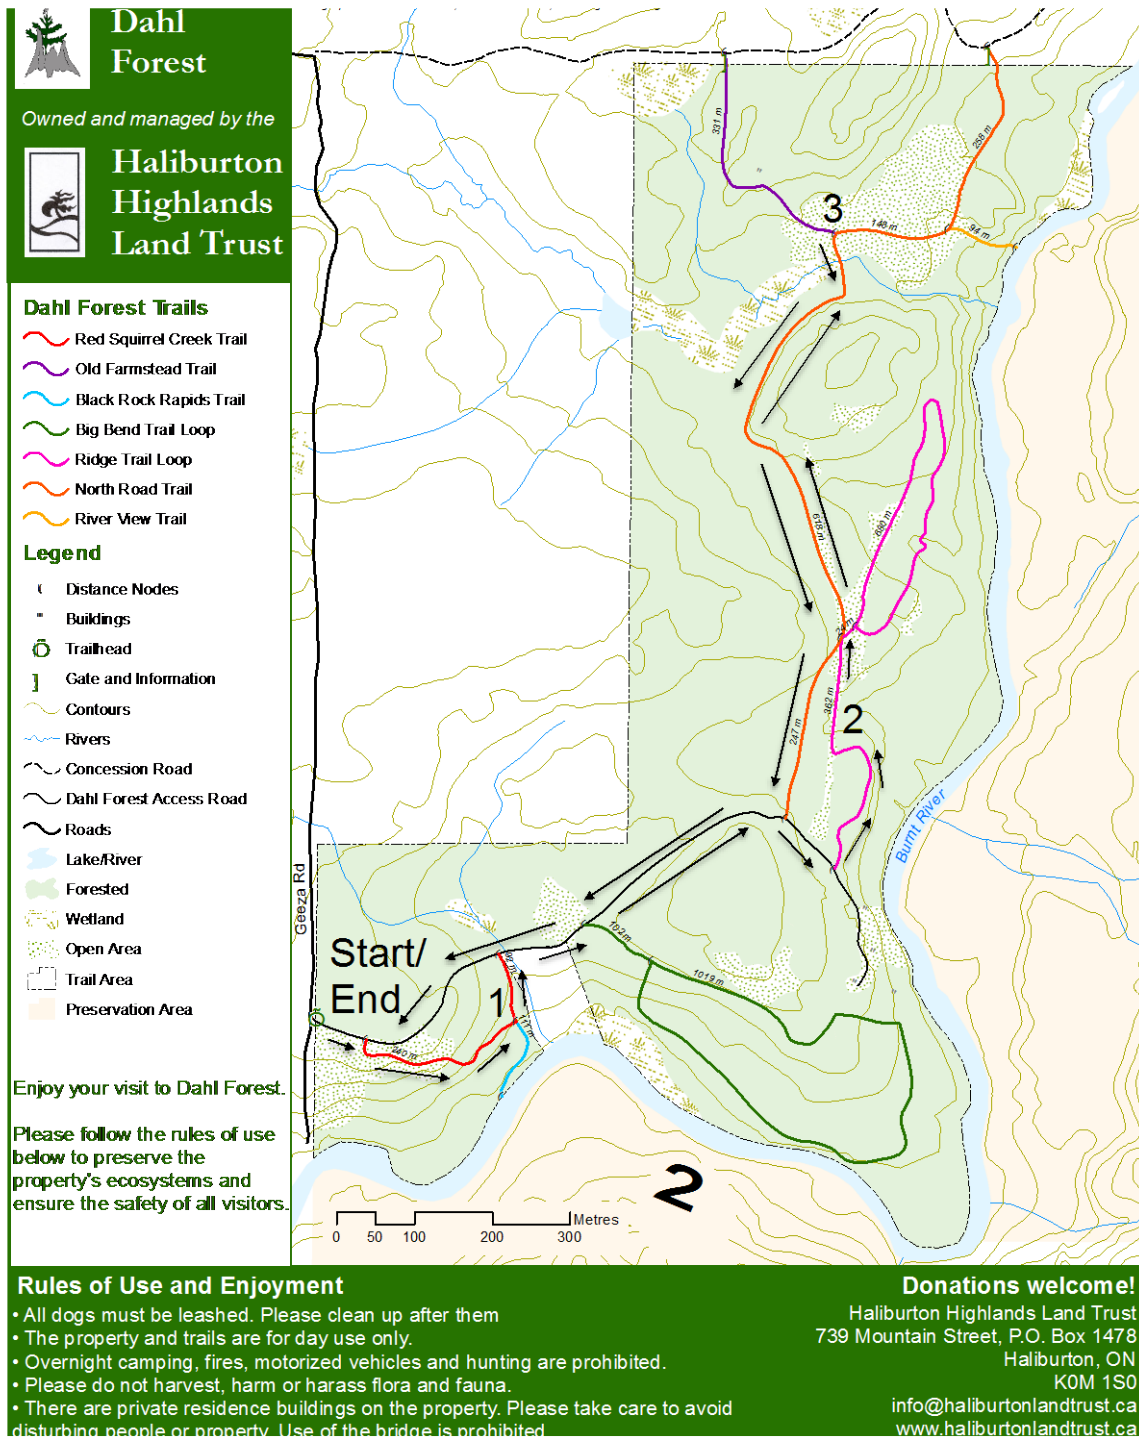 Dahl
Forest
Owned and managed by the
Haliburton
Highlands
Land Trust
Dahl Forest Trails
Red Squirrel Creek Trail
Old Farmstead Trail
Black Rock Rapids Trail
Big Bend Trail Loop
Ridge Trail Loop
North Road Trail
River View Trail
Legend
Distance Nodes
Buildings
Trailhead
Gate and Information
Contours
Rivers
Concession Road
Dahl Forest Access Road
Roads
Lake/River
Forested
Wetland
Open Area
Trail Area
Preservation Area
Enjoy your visit to Dahl Forest.
Please follow the rules of use
below to preserve the
property's ecosystems and
ensure the safety of all visitors.
331 m
258 m
3
148 m
94 m
618 m
690 m
362 m
2
247 m
Burnt River
Geeza Rd
102 m
1019 m
Start/
End
1
111 m
240 m
2
Metres
0 50 100 200 300
Rules of Use and Enjoyment
• All dogs must be leashed. Please clean up after them
• The property and trails are for day use only.
• Overnight camping, fires, motorized vehicles and hunting are prohibited.
• Please do not harvest, harm or harass flora and fauna.
• There are private residence buildings on the property. Please take care to avoid
disturbing people or property. Use of the bridge is prohibited
Donations welcome!
Haliburton Highlands Land Trust
739 Mountain Street, P.O. Box 1478
Haliburton, ON
K0M 1S0
info@haliburtonlandtrust.ca
www.haliburtonlandtrust.ca